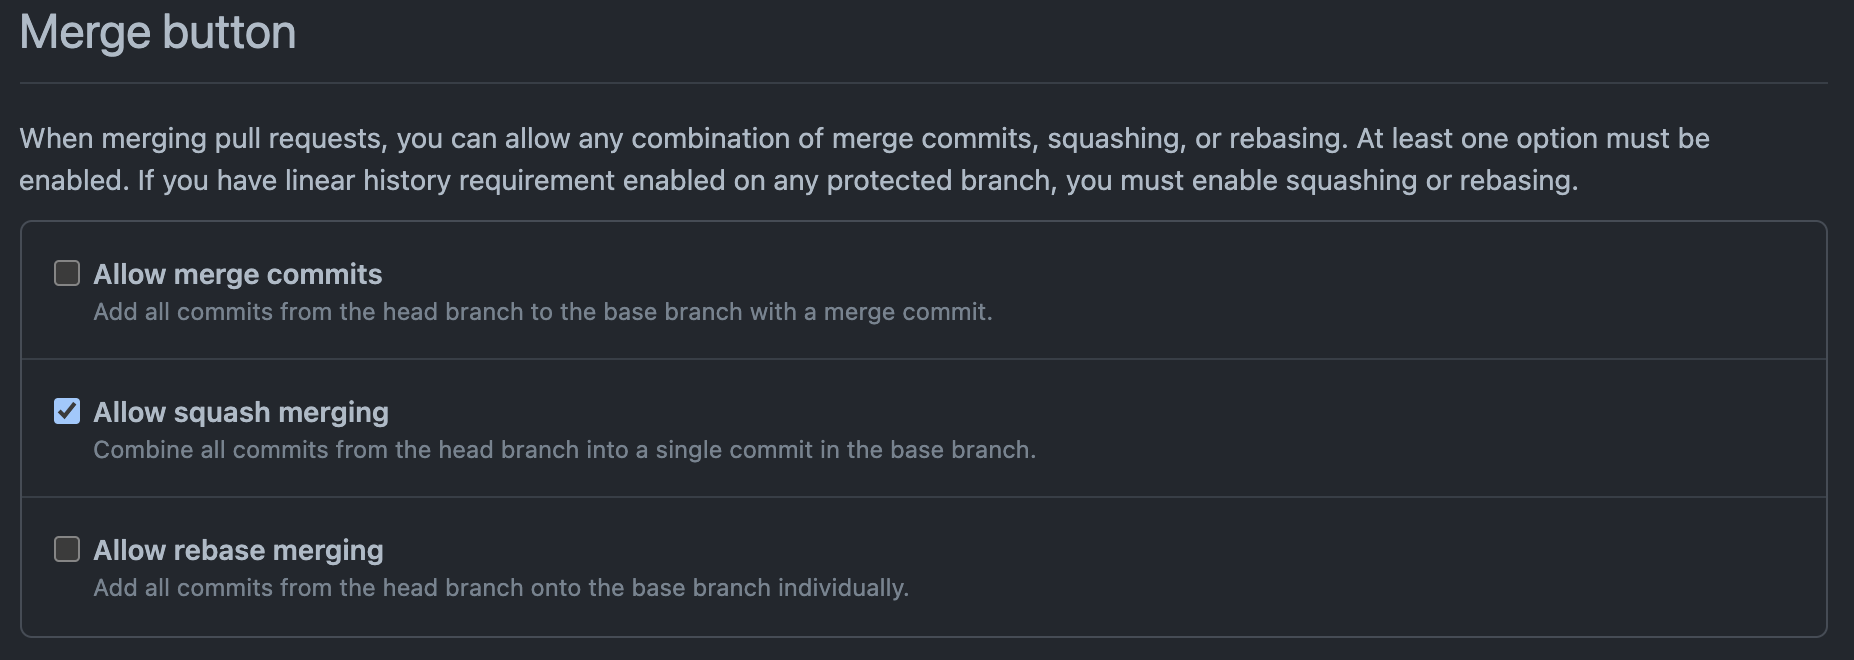 Merge button
When merging pull requests, you can allow any combination of merge commits, squashing, or rebasing. At least one option must be
enabled. If you have linear history requirement enabled on any protected branch, you must enable squashing or rebasing.
Allow merge commits
Add all commits from the head branch to the base branch with a merge commit.
Allow squash merging
Combine all commits from the head branch into a single commit in the base branch.
Allow rebase merging
Add all commits from the head branch onto the base branch individually.